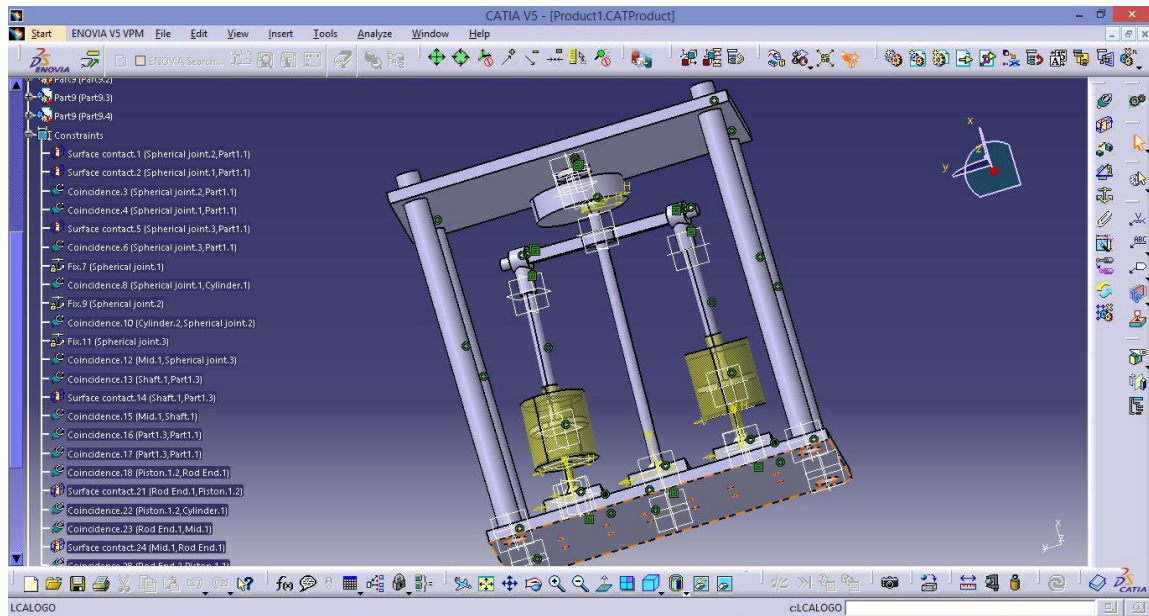 CATIA V5 - [Product1.CATProduct]
Start ENOVIA V5 VPM File Edit View Insert Tools Analyze Window Help
ENOVIA
ENOVIA Search...
Part9 (Part9.2)
Part9 (Part9.3)
Part9 (Part9.4)
Constraints
Surface contact.1 (Spherical joint.2,Part1.1)
Surface contact.2 (Spherical joint.1,Part1.1)
Coincidence.3 (Spherical joint.2,Part1.1)
Coincidence.4 (Spherical joint.1,Part1.1)
Surface contact.5 (Spherical joint.3,Part1.1)
Coincidence.6 (Spherical joint.3,Part1.1)
Fix.7 (Spherical joint.1)
Coincidence.8 (Spherical joint.1,Cylinder.1)
Fix.9 (Spherical joint.2)
Coincidence.10 (Cylinder.2,Spherical joint.2)
Fix.11 (Spherical joint.3)
Coincidence.12 (Mid.1,Spherical joint.3)
Coincidence.13 (Shaft.1,Part1.3)
Surface contact.14 (Shaft.1,Part1.3)
Coincidence.15 (Mid.1,Shaft.1)
Coincidence.16 (Part1.3,Part1.1)
Coincidence.17 (Part1.3,Part1.1)
Coincidence.18 (Piston.1.2,Rod End.1)
Surface contact.21 (Rod End.1,Piston.1.2)
Coincidence.22 (Piston.1.2,Cylinder.1)
Coincidence.23 (Rod End.1,Mid.1)
Surface contact.24 (Mid.1,Rod End.1)
x
y
z
H
ABC
x
y
z
f(x)
CATIA
LCALOGO
c:LCALOGO